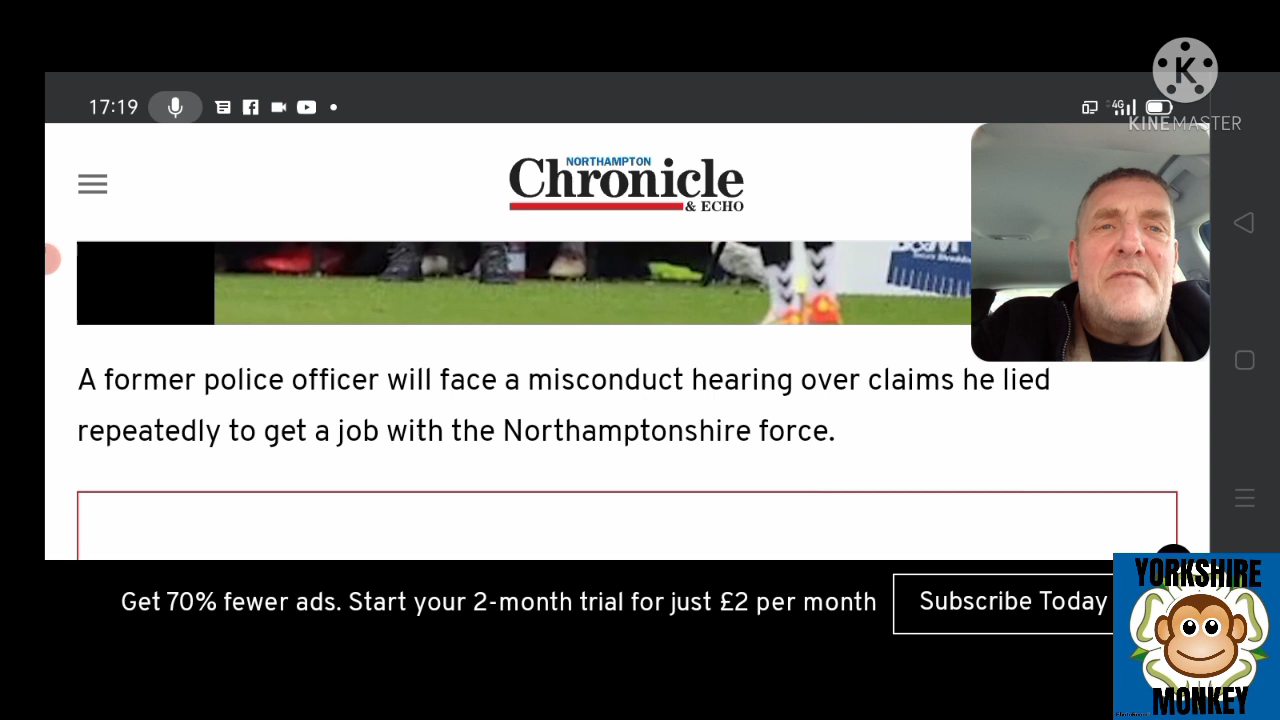 17:19
4G
K
KINEMASTER
NORTHAMPTON
Chronicle
& ECHO
A former police officer will face a misconduct hearing over claims he lied
repeatedly to get a job with the Northamptonshire force.
Get 70% fewer ads. Start your 2-month trial for just £2 per month
Subscribe Today
YORKSHIRE
MONKEY